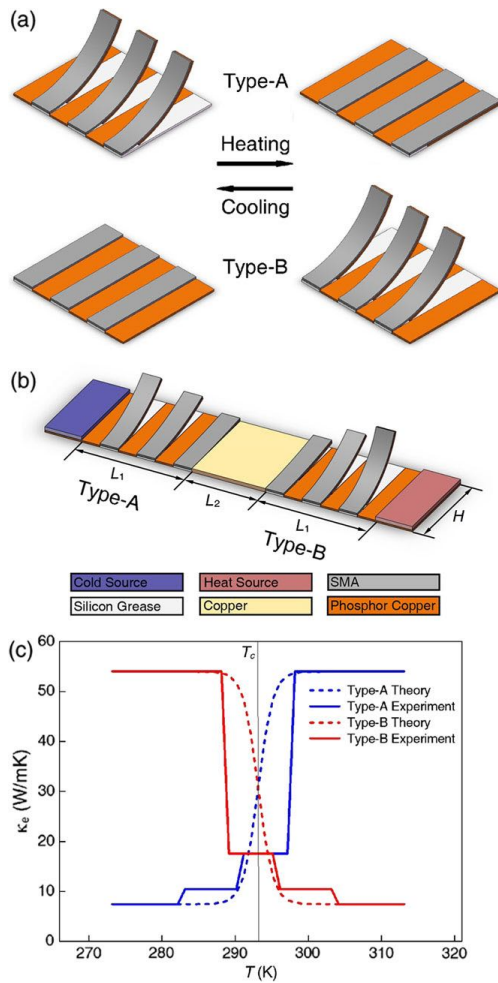 (a)
Type-A
Heating
Cooling
Type-B
(b)
L₁
Type-A
L₂
L₁
Type-B
H
Cold Source
Heat Source
SMA
Silicon Grease
Copper
Phosphor Copper
(c)
60
50
40
30
20
10
0
κₑ (W/mK)
T꜀
Type-A Theory
Type-A Experiment
Type-B Theory
Type-B Experiment
270 280 290 300 310 320
T (K)